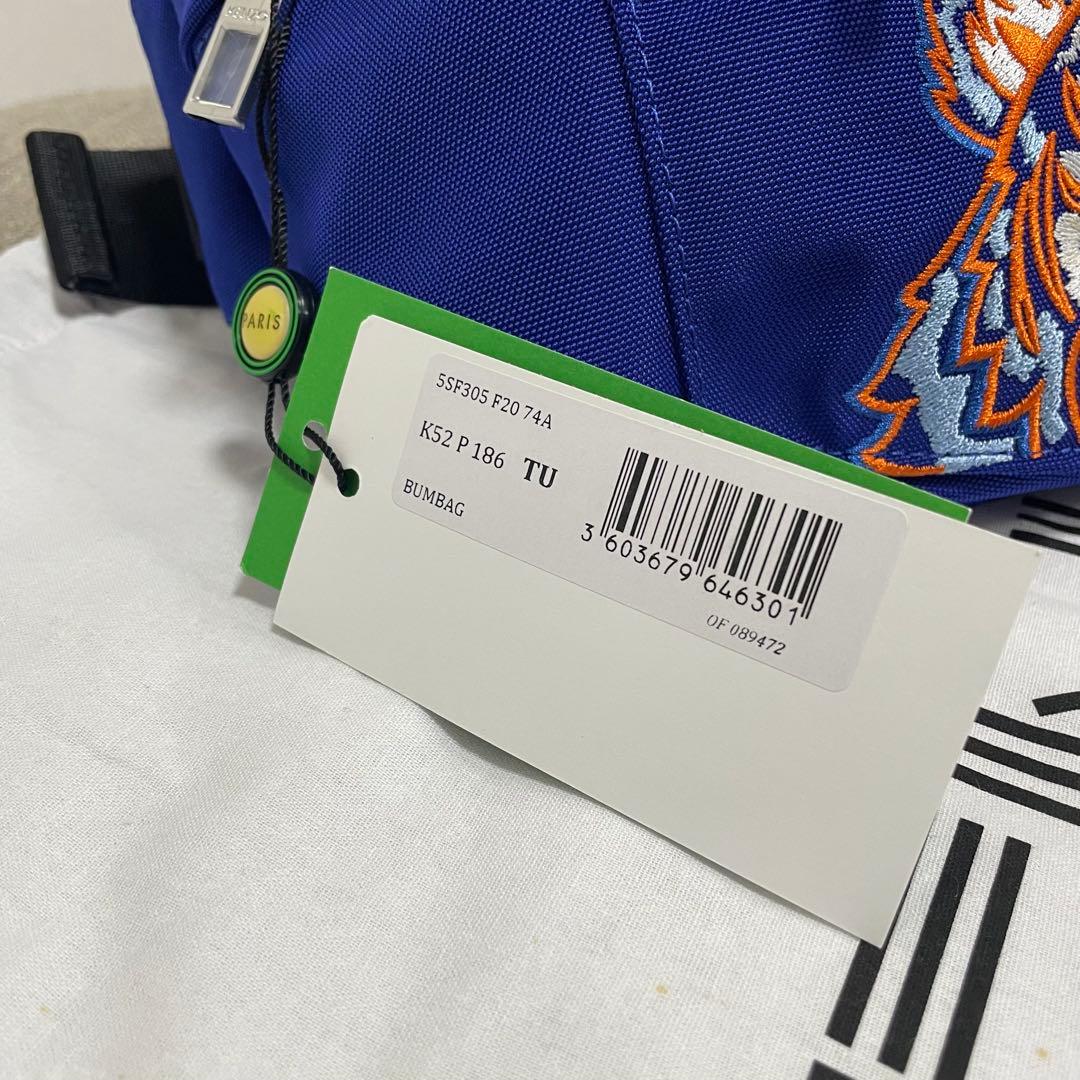 PARIS
5SF305 F20 74A
K52 P 186 TU
BUMBAG
3 603679 646301
OF 089472